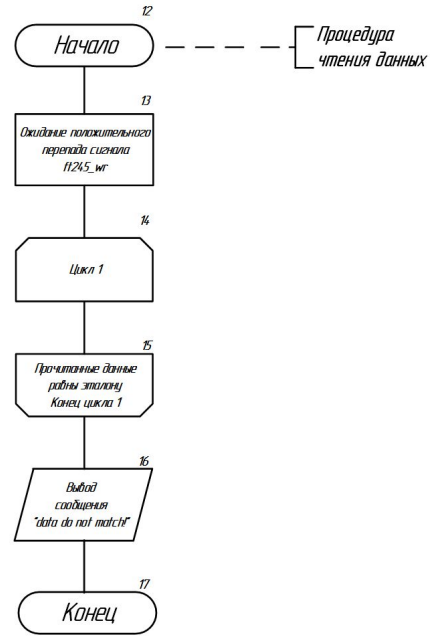 12
Начало
Процедура
чтения данных
13
Ожидание положительного
перепада сигнала
ft245_wr
14
Цикл 1
15
Прочитанные данные
равны эталону
Конец цикла 1
16
Вывод
сообщения
"data do not match!"
17
Конец